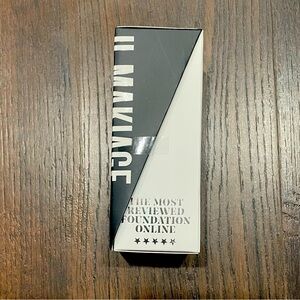 IL MAKIAGE
THE MOST
REVIEWED
FOUNDATION
ONLINE